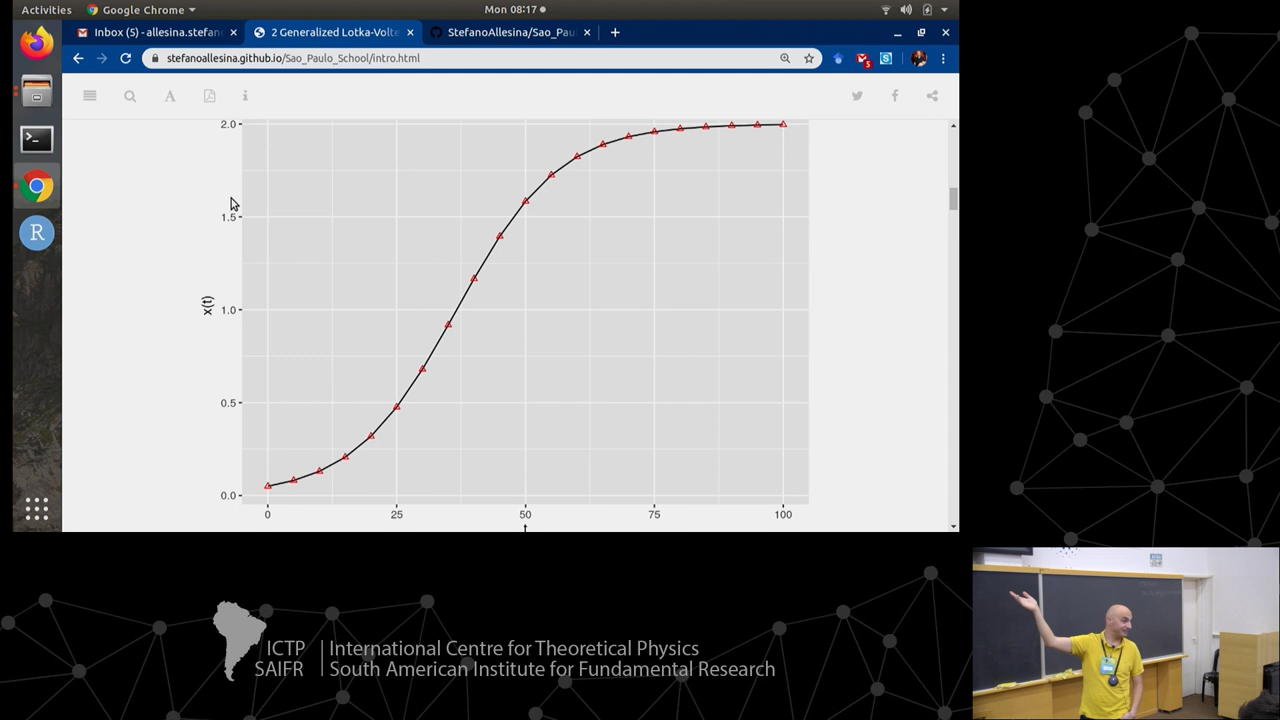 Activities
Google Chrome
Mon 08:17
Inbox (5) - allesina.stefan
2 Generalized Lotka-Volte
StefanoAllesina/Sao_Pau
stefanoallesina.github.io/Sao_Paulo_School/intro.html
5
A
i
2.0
1.5
1.0
0.5
0.0
x(t)
0
25
50
75
100
t
R
ICTP
SAIFR
International Centre for Theoretical Physics
South American Institute for Fundamental Research